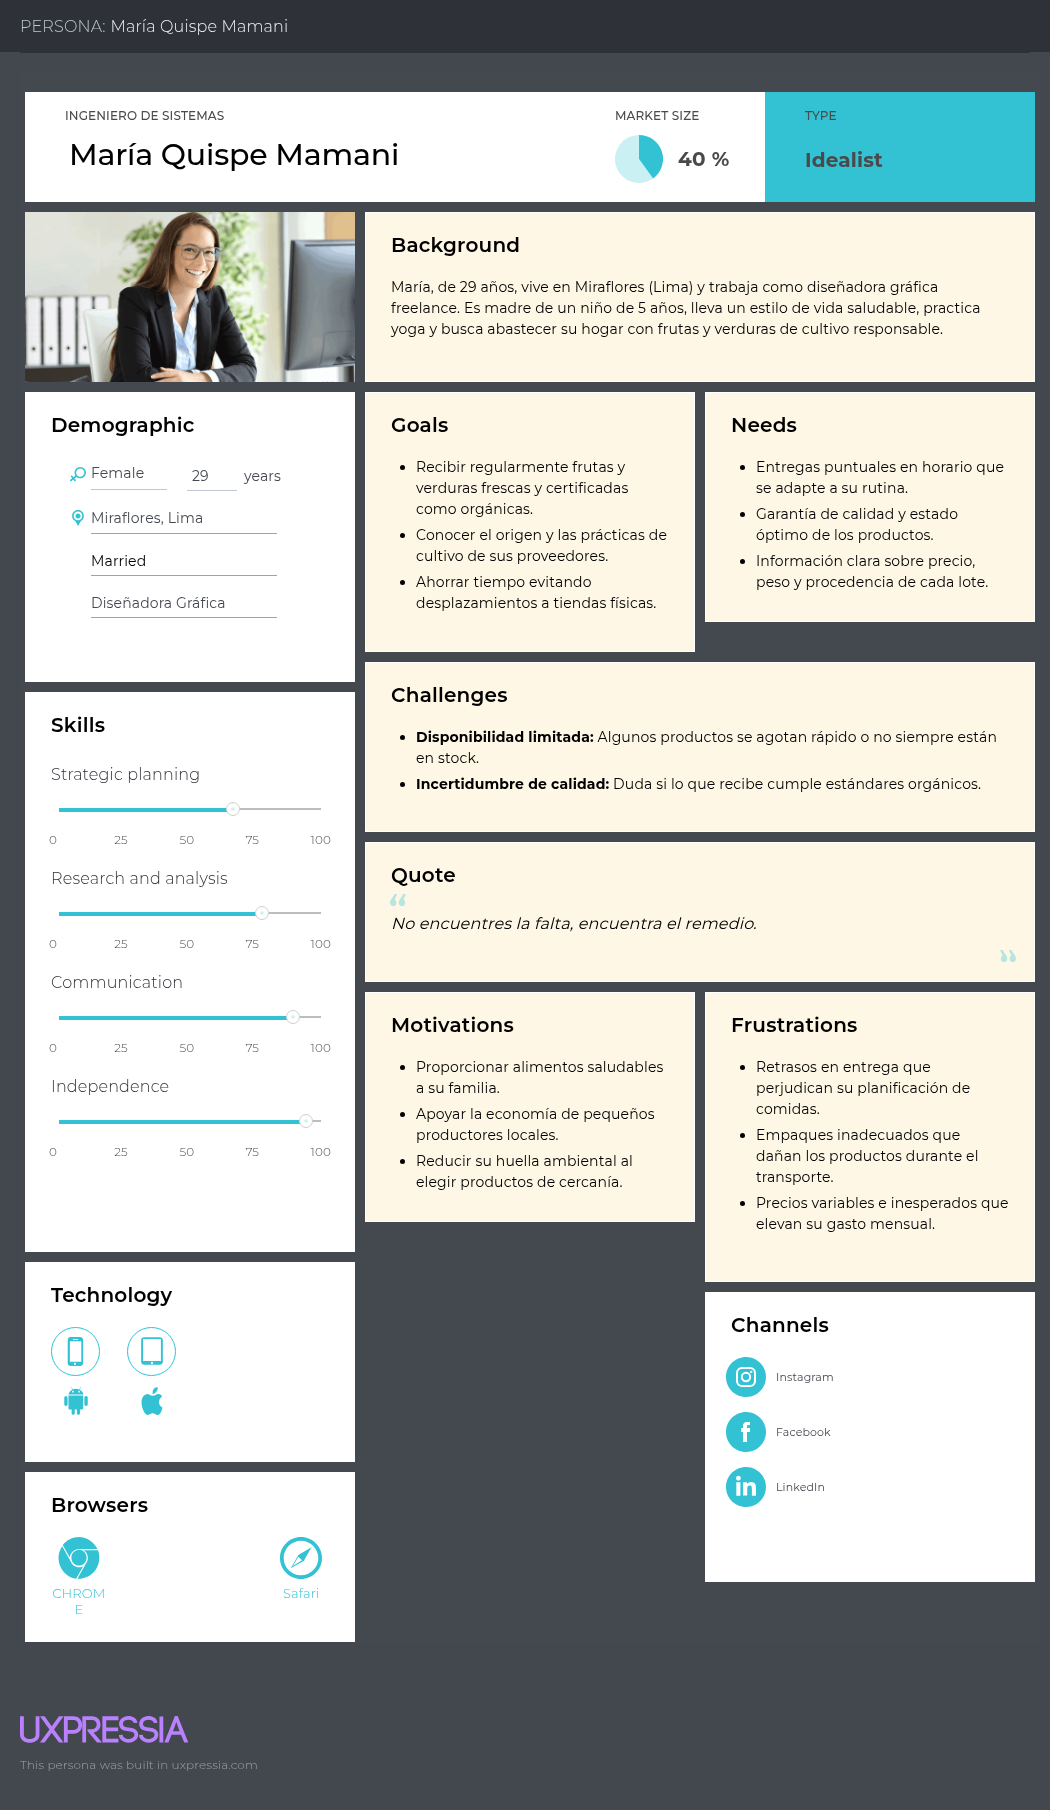 PERSONA: María Quispe Mamani
INGENIERO DE SISTEMAS
María Quispe Mamani
MARKET SIZE
40 %
TYPE
Idealist
Background
María, de 29 años, vive en Miraflores (Lima) y trabaja como diseñadora gráfica
freelance. Es madre de un niño de 5 años, lleva un estilo de vida saludable, practica
yoga y busca abastecer su hogar con frutas y verduras de cultivo responsable.
Demographic
Female 29 years
Miraflores, Lima
Married
Diseñadora Gráfica
Goals
Recibir regularmente frutas y
verduras frescas y certificadas
como orgánicas.
Conocer el origen y las prácticas de
cultivo de sus proveedores.
Ahorrar tiempo evitando
desplazamientos a tiendas físicas.
Needs
Entregas puntuales en horario que
se adapte a su rutina.
Garantía de calidad y estado
óptimo de los productos.
Información clara sobre precio,
peso y procedencia de cada lote.
Skills
Strategic planning
0 25 50 75 100
Research and analysis
0 25 50 75 100
Communication
0 25 50 75 100
Independence
0 25 50 75 100
Challenges
Disponibilidad limitada: Algunos productos se agotan rápido o no siempre están
en stock.
Incertidumbre de calidad: Duda si lo que recibe cumple estándares orgánicos.
Quote
“
No encuentres la falta, encuentra el remedio.
”
Motivations
Proporcionar alimentos saludables
a su familia.
Apoyar la economía de pequeños
productores locales.
Reducir su huella ambiental al
elegir productos de cercanía.
Frustrations
Retrasos en entrega que
perjudican su planificación de
comidas.
Empaques inadecuados que
dañan los productos durante el
transporte.
Precios variables e inesperados que
elevan su gasto mensual.
Technology
Browsers
CHROM
E
Safari
Channels
Instagram
Facebook
LinkedIn
UXPRESSIA
This persona was built in uxpressia.com